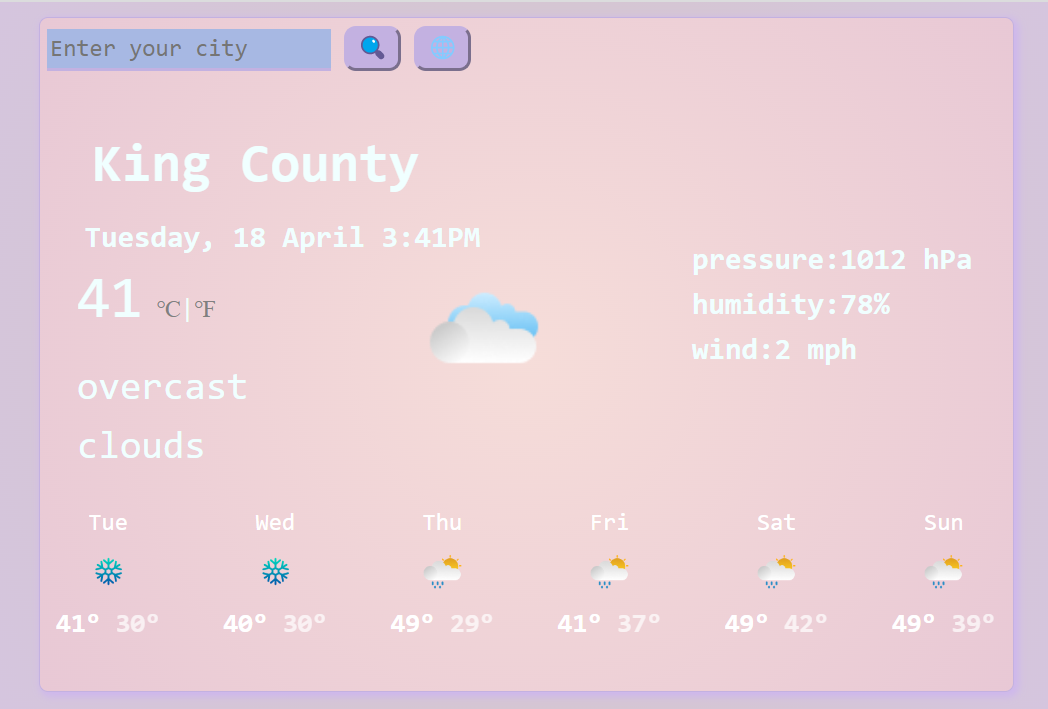 Enter your city
King County
Tuesday, 18 April 3:41PM
41 °C|°F
overcast
clouds
pressure:1012 hPa
humidity:78%
wind:2 mph
Tue Wed Thu Fri Sat Sun
41° 30° 40° 30° 49° 29° 41° 37° 49° 42° 49° 39°